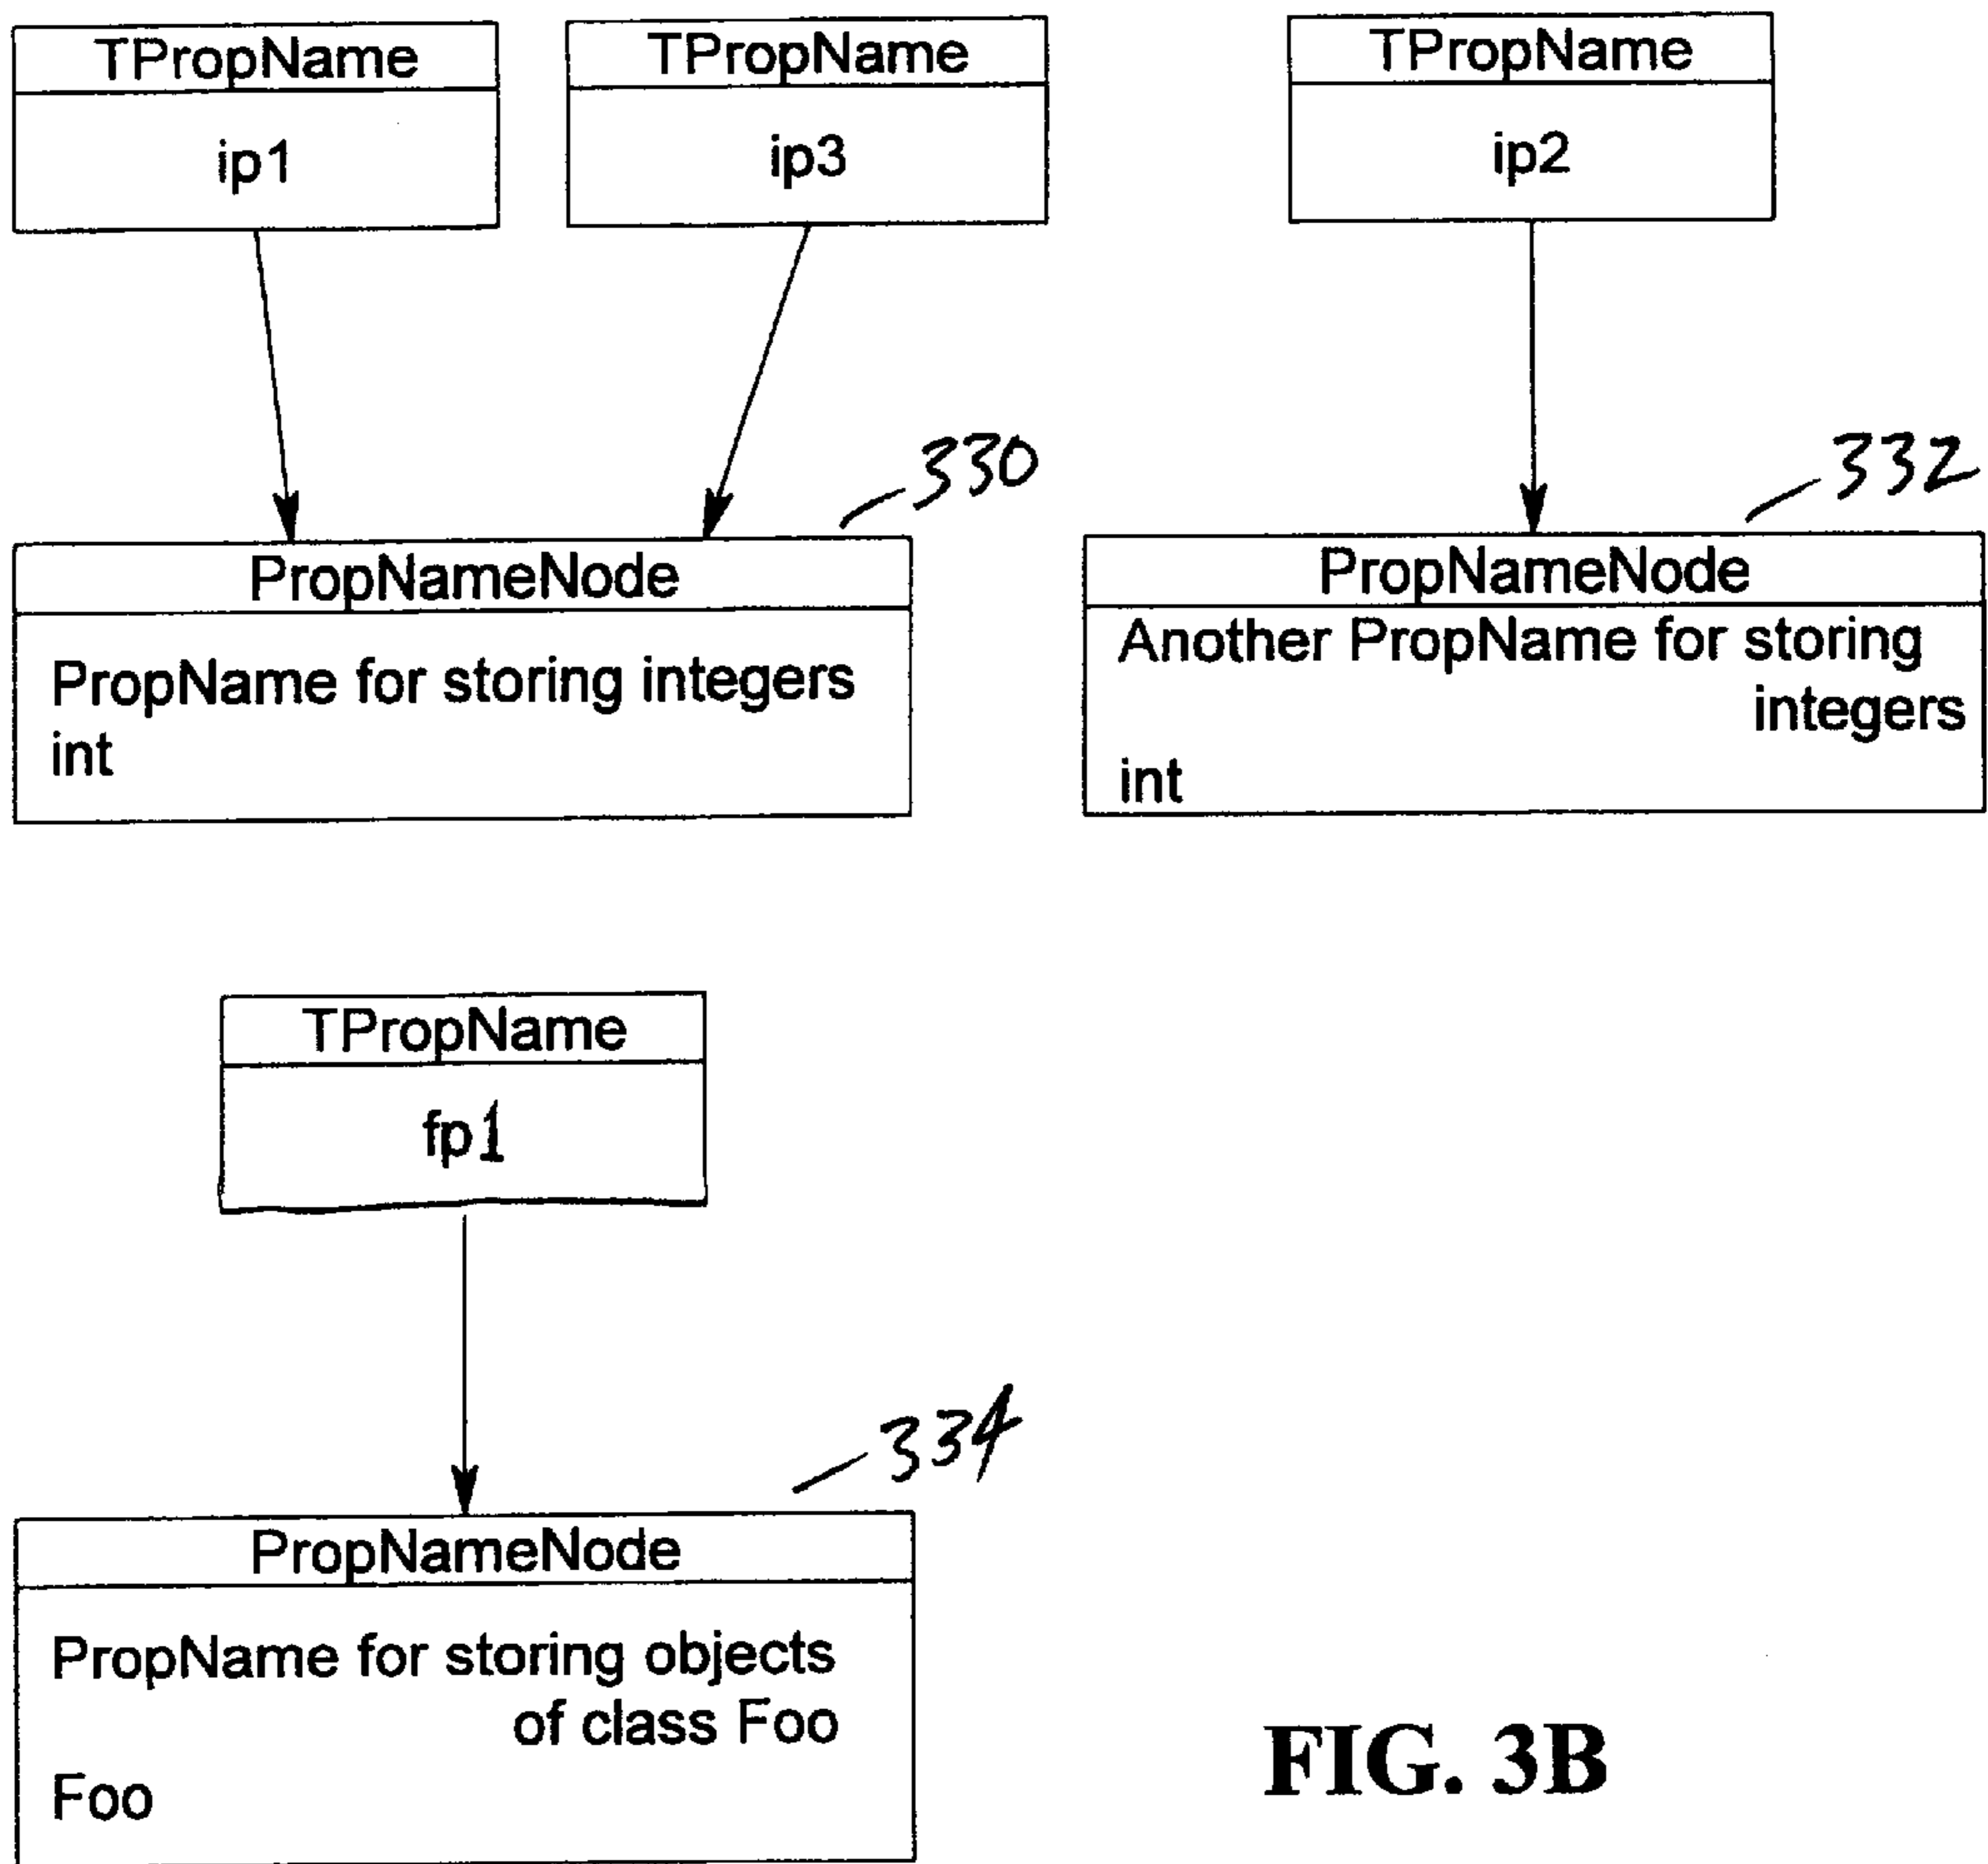 TPropName
ip1
TPropName
ip3
TPropName
ip2
330
332
PropNameNode
PropName for storing integers
int
PropNameNode
Another PropName for storing
integers
int
TPropName
fp1
334
PropNameNode
PropName for storing objects
of class Foo
Foo
FIG. 3B